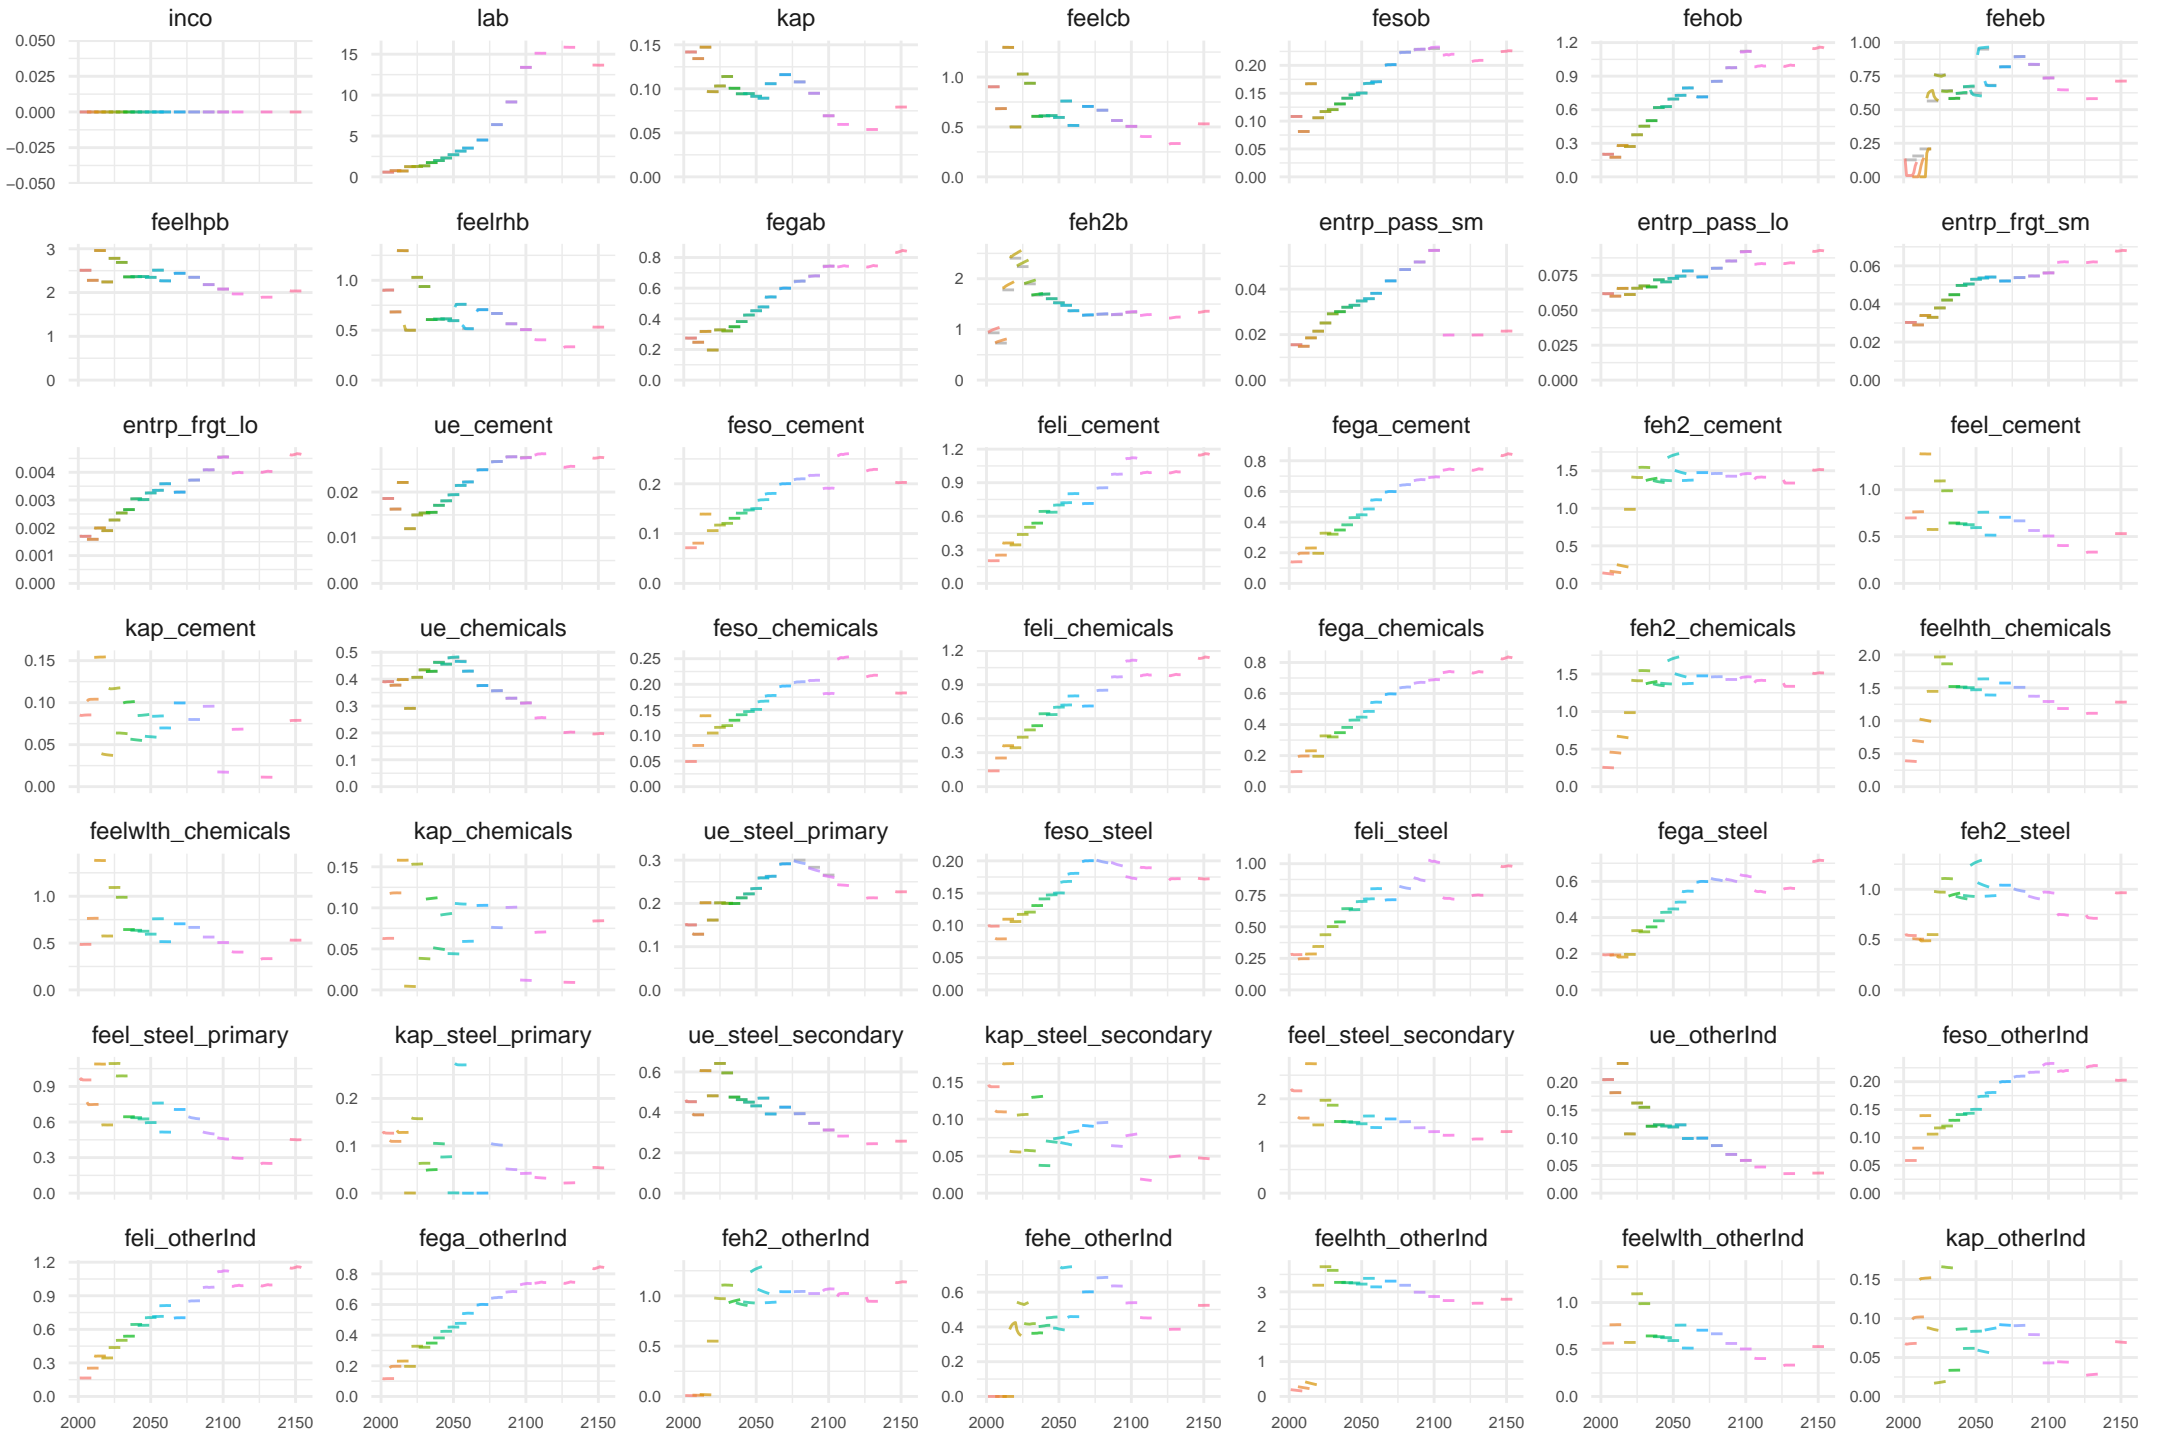 inco lab kap feelcb fesob fehob feheb
0.050 0.15 1.2 1.00
15 0.20
0.025 1.0 0.9 0.75
0.10 0.15
0.000 10 0.6 0.50
0.10
0.05 0.5
−0.025 5 0.05 0.3 0.25
−0.050 0 0.00 0.0 0.00 0.0 0.00
feelhpb feelrhb fegab feh2b entrp_pass_sm entrp_pass_lo entrp_frgt_sm
3 0.8 0.06
1.0 2 0.075
2 0.6 0.04 0.04
0.050
0.4
1 0.5 1 0.02 0.025 0.02
0.2
0 0.0 0.0 0 0.00 0.000 0.00
entrp_frgt_lo ue_cement feso_cement feli_cement fega_cement feh2_cement feel_cement
1.2
0.004 0.8 1.5
0.02 0.2 0.9 1.0
0.003 0.6 1.0
0.6
0.002 0.1 0.4 0.5
0.01 0.3 0.5
0.001 0.2
0.000 0.00 0.0 0.0 0.0 0.0 0.0
kap_cement ue_chemicals feso_chemicals feli_chemicals fega_chemicals feh2_chemicals feelhth_chemicals
0.15 0.5 0.25 1.2 0.8 2.0
0.4 0.20 0.9 1.5 1.5
0.10 0.3 0.15 0.6 0.6 1.0 1.0
0.2 0.10 0.4
0.05 0.1 0.05 0.3 0.2 0.5 0.5
0.00 0.0 0.00 0.0 0.0 0.0 0.0
feelwlth_chemicals kap_chemicals ue_steel_primary feso_steel feli_steel fega_steel feh2_steel
0.15 0.3 0.20 1.00
1.0 0.6 1.0
0.10 0.2 0.15 0.75
0.10 0.50 0.4
0.5 0.05 0.1 0.05 0.25 0.2 0.5
0.0 0.00 0.0 0.00 0.00 0.0 0.0
feel_steel_primary kap_steel_primary ue_steel_secondary kap_steel_secondary feel_steel_secondary ue_otherInd feso_otherInd
0.9 0.6 0.15 0.20 0.20
0.2 2
0.6 0.4 0.10 0.15 0.15
0.1 1 0.10 0.10
0.3 0.2 0.05 0.05 0.05
0.0 0.0 0.0 0.00 0 0.00 0.00
feli_otherInd fega_otherInd feh2_otherInd fehe_otherInd feelhth_otherInd feelwlth_otherInd kap_otherInd
1.2 0.8 0.15
0.9 0.6 1.0 0.6 3 1.0
0.10
0.6 0.4 0.4 2
0.5 0.5
0.3 0.2 0.2 1 0.05
0.0 0.0 0.0 0.0 0 0.0 0.00
2000 2050 2100 2150 2000 2050 2100 2150 2000 2050 2100 2150 2000 2050 2100 2150 2000 2050 2100 2150 2000 2050 2100 2150 2000 2050 2100 2150